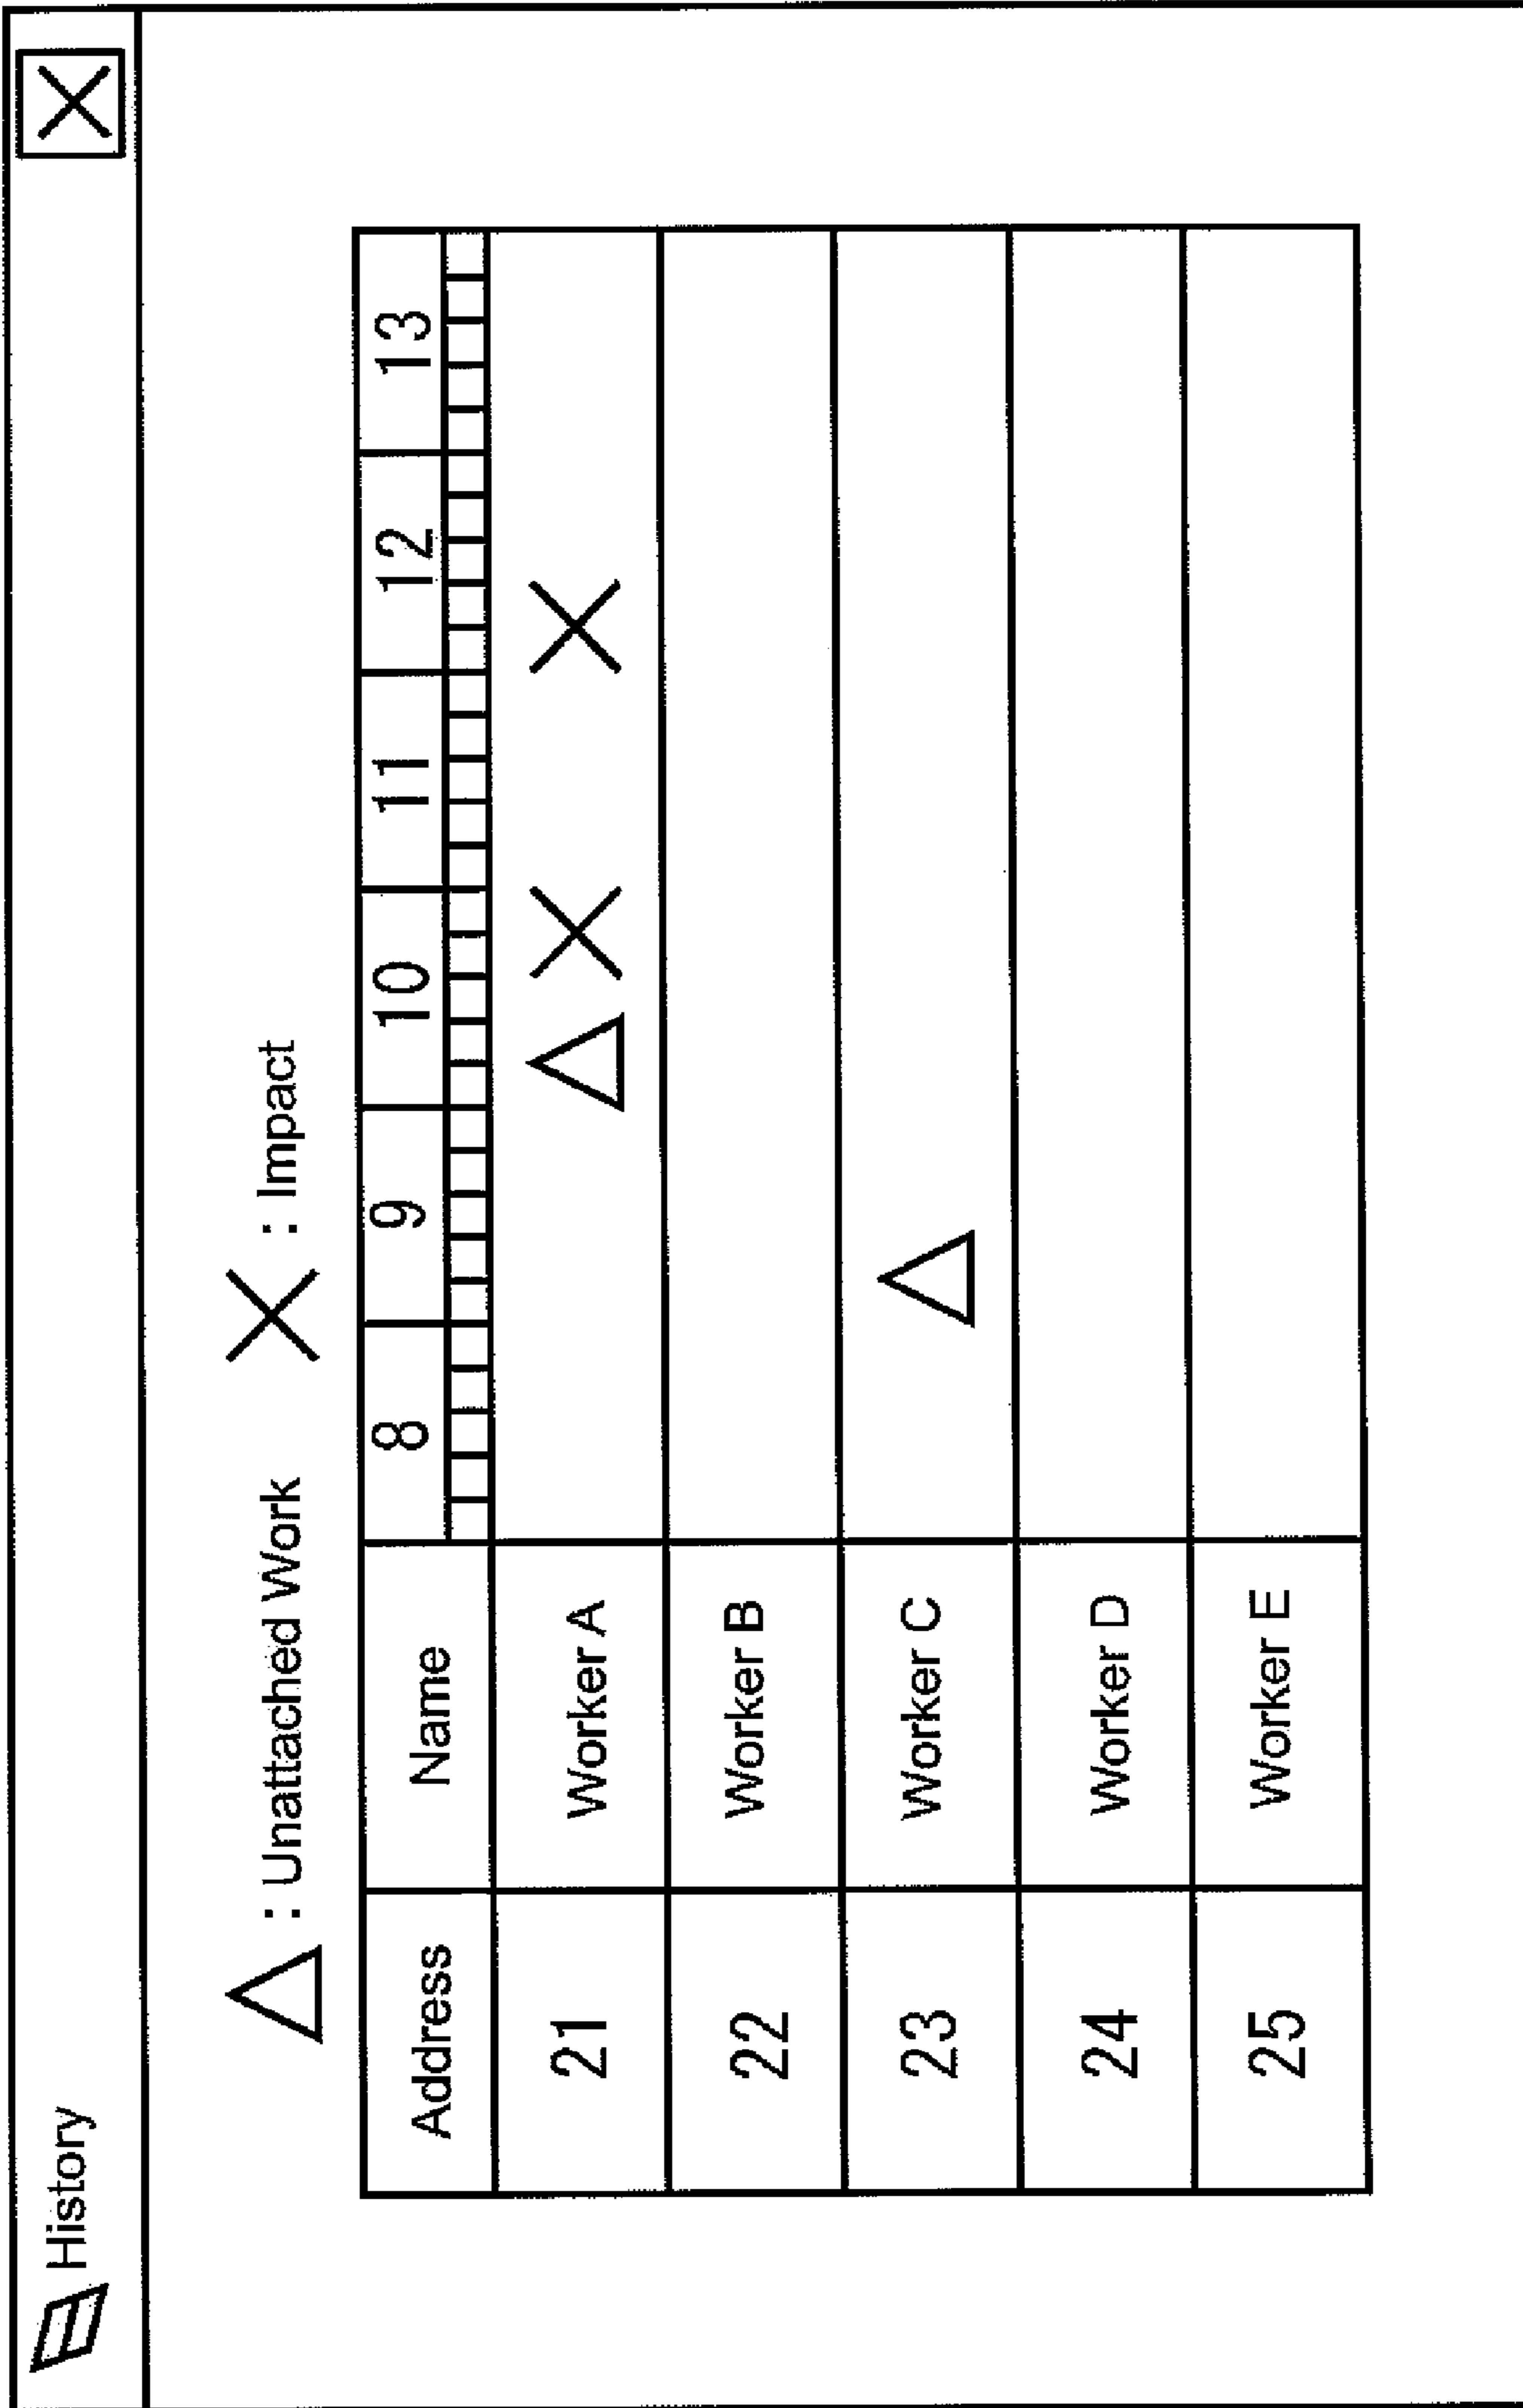 History
△ : Unattached Work × : Impact
Address Name 8 9 10 11 12 13
21 Worker A △ × ×
22 Worker B
23 Worker C △
24 Worker D
25 Worker E